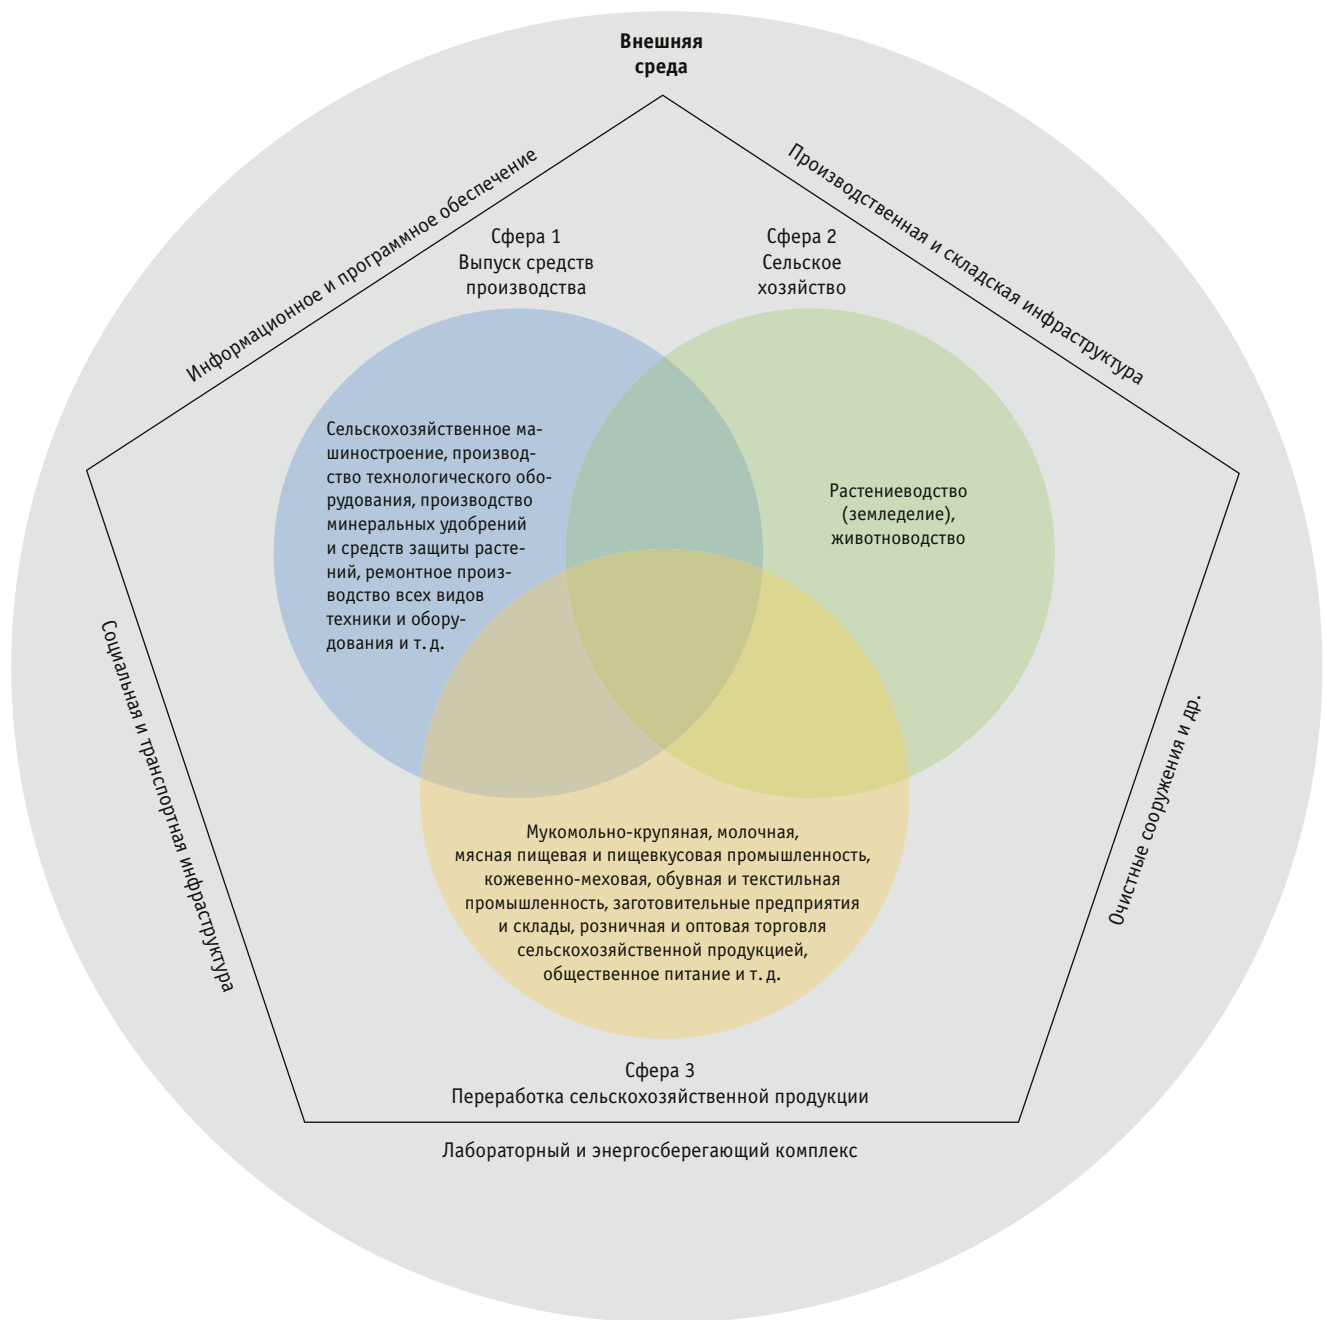 Внешняя
среда
Информационное и программное обеспечение
Производственная и складская инфраструктура
Сфера 1
Выпуск средств
производства
Сфера 2
Сельское
хозяйство
Сельскохозяйственное ма-
шиностроение, производ-
ство технологического обо-
рудования, производство
минеральных удобрений
и средств защиты расте-
ний, ремонтное произ-
водство всех видов
техники и обору-
дования и т. д.
Растениеводство
(земледелие),
животноводство
Социальная и транспортная инфраструктура
Очистные сооружения и др.
Мукомольно-крупяная, молочная,
мясная пищевая и пищевкусовая промышленность,
кожевенно-меховая, обувная и текстильная
промышленность, заготовительные предприятия
и склады, розничная и оптовая торговля
сельскохозяйственной продукцией,
общественное питание и т. д.
Сфера 3
Переработка сельскохозяйственной продукции
Лабораторный и энергосберегающий комплекс